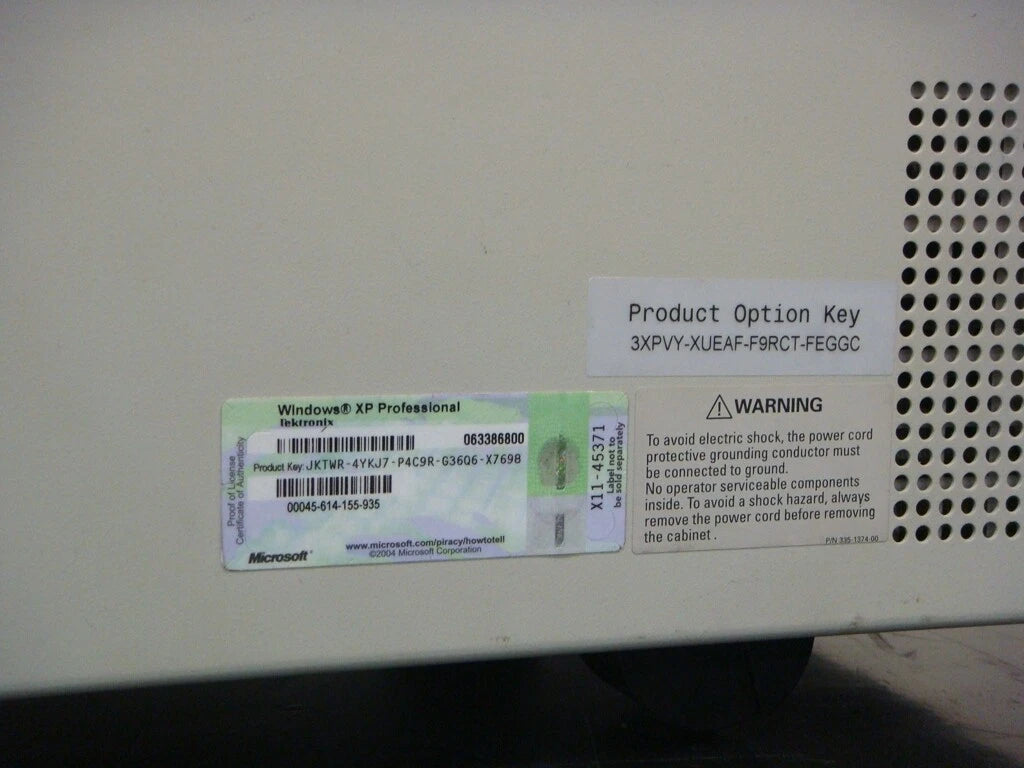 Product Option Key
3XPVY-XUEAF-F9RCT-FEGGC
Windows® XP Professional
Tektronix
063386800
Product Key: JKTWR-4YKJ7-P4C9R-G36Q6-X7698
00045-614-155-935
www.microsoft.com/piracy/howtotell
©2004 Microsoft Corporation
Microsoft®
Proof of License
Certificate of Authenticity
X11-45371
Label not to
be sold separately
WARNING
To avoid electric shock, the power cord
protective grounding conductor must
be connected to ground.
No operator serviceable components
inside. To avoid a shock hazard, always
remove the power cord before removing
the cabinet .
P/N 335-1374-00